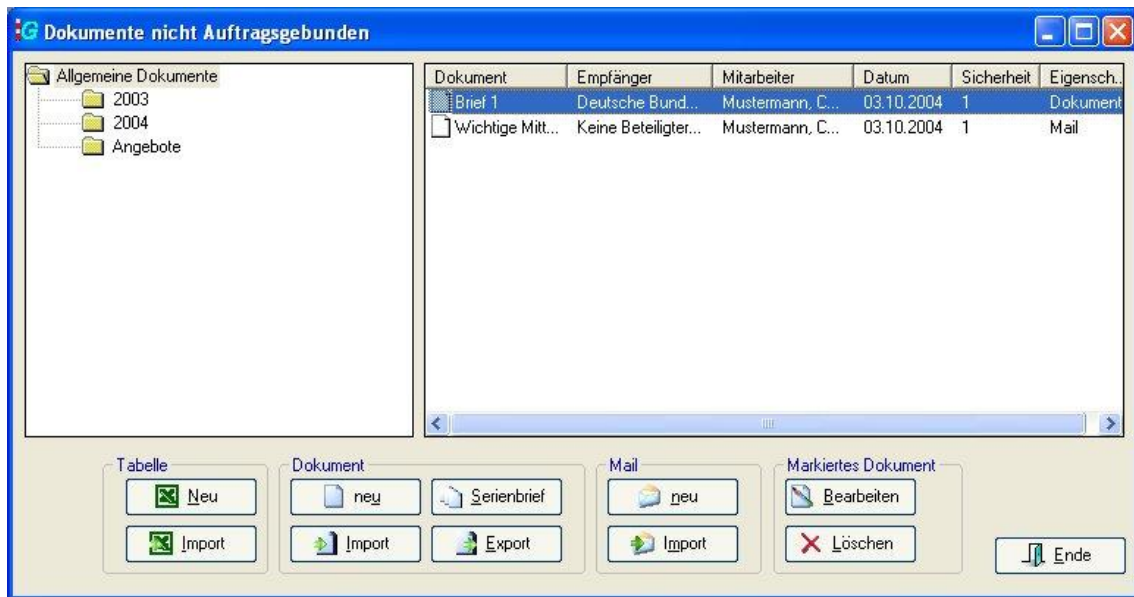 G Dokumente nicht Auftragsgebunden
Allgemeine Dokumente
2003
2004
Angebote
Dokument Empfänger Mitarbeiter Datum Sicherheit Eigensch..
Brief 1 Deutsche Bund... Mustermann, C... 03.10.2004 1 Dokument
Wichtige Mitt... Keine Beteiligter... Mustermann, C... 03.10.2004 1 Mail
Tabelle Dokument Mail Markiertes Dokument
Neu neu Serienbrief neu Bearbeiten
Import Import Export Import Löschen
Ende